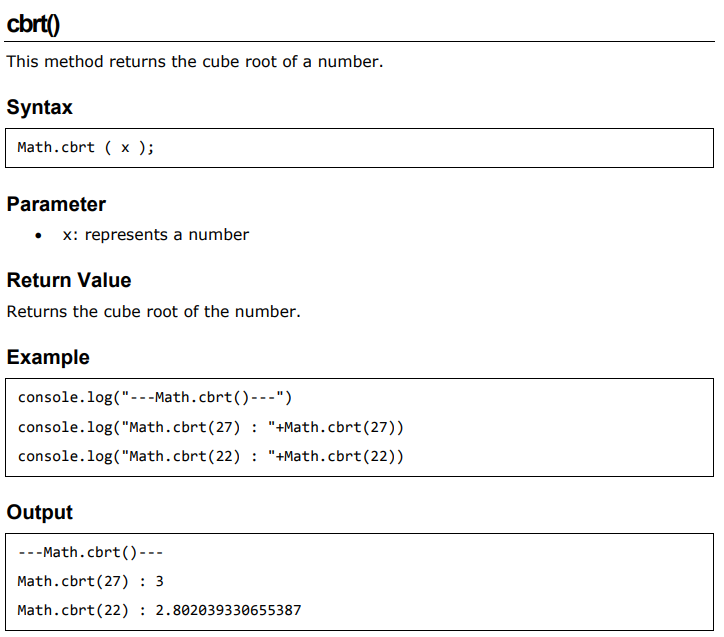 cbrt()
This method returns the cube root of a number.
Syntax
Math.cbrt ( x );
Parameter
• x: represents a number
Return Value
Returns the cube root of the number.
Example
console.log("---Math.cbrt()---")
console.log("Math.cbrt(27) : "+Math.cbrt(27))
console.log("Math.cbrt(22) : "+Math.cbrt(22))
Output
---Math.cbrt()---
Math.cbrt(27) : 3
Math.cbrt(22) : 2.802039330655387